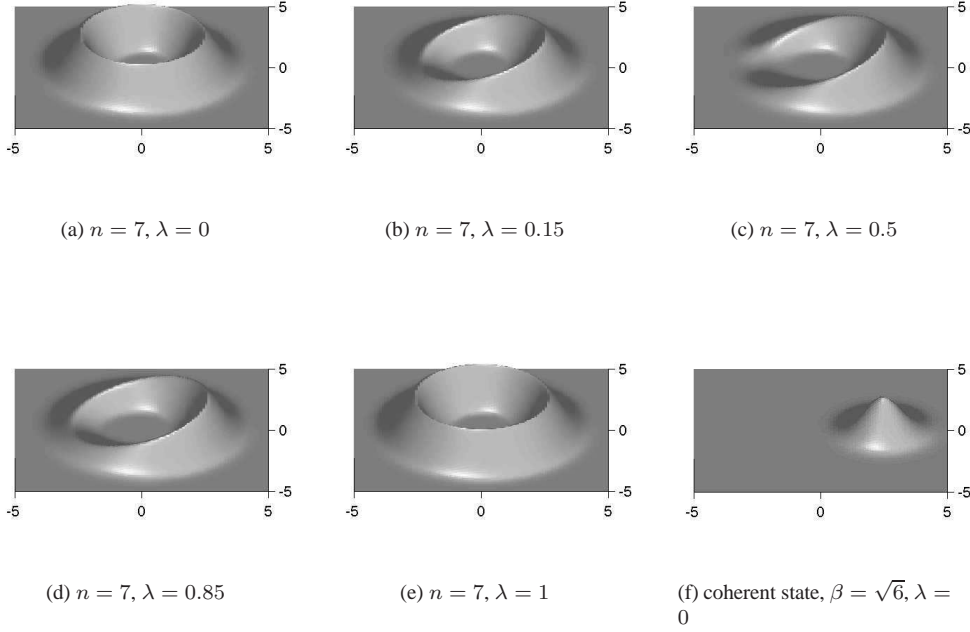 5
0
-5
-5 0 5
5
0
-5
-5 0 5
5
0
-5
-5 0 5
(a) n = 7, λ = 0
(b) n = 7, λ = 0.15
(c) n = 7, λ = 0.5
5
0
-5
-5 0 5
5
0
-5
-5 0 5
5
0
-5
-5 0 5
(d) n = 7, λ = 0.85
(e) n = 7, λ = 1
(f) coherent state, β = √6, λ =
0